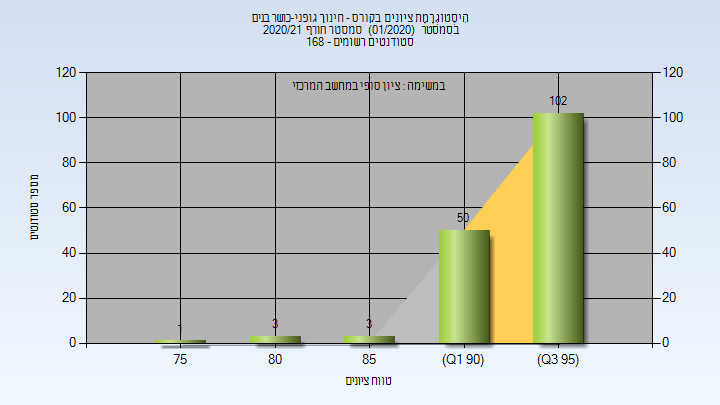 היסטוגרמת ציונים בקורס - חינוך גופני-כושר בנים
בסמסטר (01/2020) סמסטר חורף 2020/21
סטודנטים רשומים - 168
במשימה : ציון סופי במחשב המרכזי
120 120
100 100
80 80
60 60
40 40
20 20
0 0
1 3 3 50 102
75 80 85 (Q1 90) (Q3 95)
מספר סטודנטים
טווח ציונים